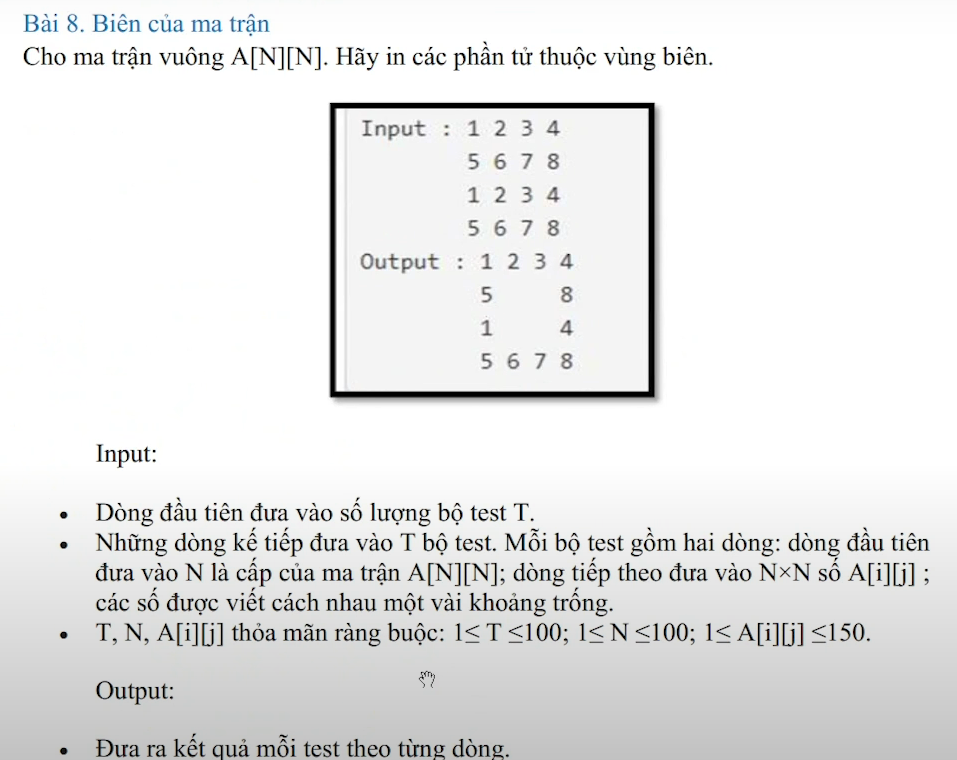 Bài 8. Biên của ma trận
Cho ma trận vuông A[N][N]. Hãy in các phần tử thuộc vùng biên.
Input : 1 2 3 4
5 6 7 8
1 2 3 4
5 6 7 8
Output : 1 2 3 4
5 8
1 4
5 6 7 8
Input:
• Dòng đầu tiên đưa vào số lượng bộ test T.
• Những dòng kế tiếp đưa vào T bộ test. Mỗi bộ test gồm hai dòng: dòng đầu tiên
đưa vào N là cấp của ma trận A[N][N]; dòng tiếp theo đưa vào N×N số A[i][j] ;
các số được viết cách nhau một vài khoảng trống.
• T, N, A[i][j] thỏa mãn ràng buộc: 1≤ T ≤100; 1≤ N ≤100; 1≤ A[i][j] ≤150.
Output:
• Đưa ra kết quả mỗi test theo từng dòng.